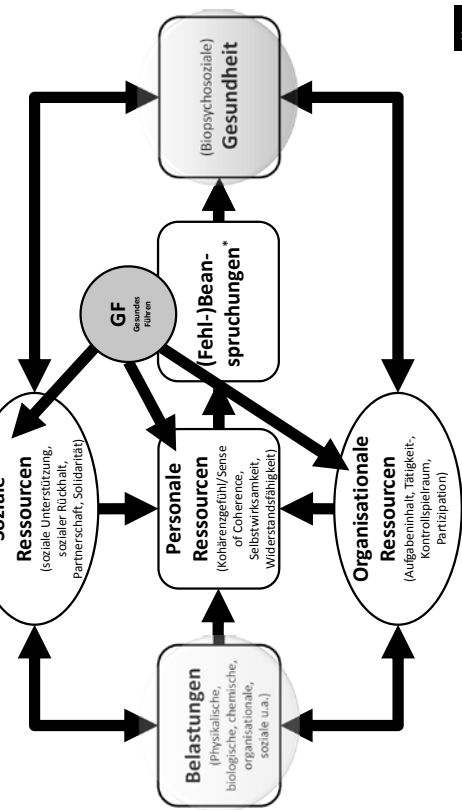 Belastungen
(Physikalische,
biologische, chemische,
organisationale,
soziale u.a.)
Ressourcen
(soziale Unterstützung,
sozialer Rückhalt,
Partnerschaft, Solidarität)
Personale
Ressourcen
(Kohärenzgefühl/Sense
of Coherence,
Selbstwirksamkeit,
Widerstandsfähigkeit)
Organisationale
Ressourcen
(Aufgabeninhalt, Tätigkeit-,
Kontrollspielraum,
Partizipation)
GF
Gesundes
Führen
(Fehl-)Bean-
spruchungen*
(Biopsychosoziale)
Gesundheit